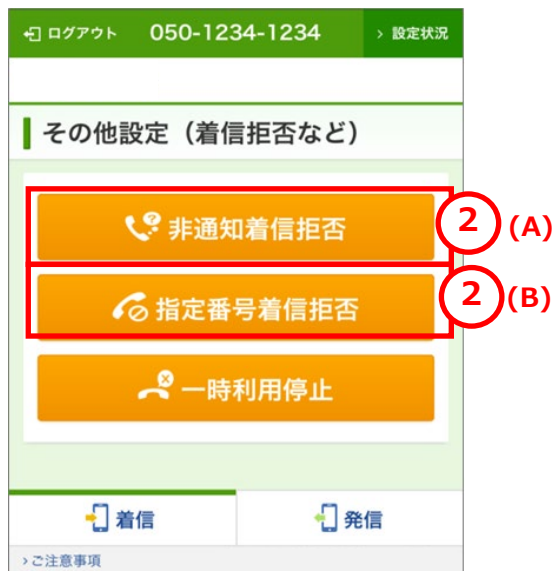 ログアウト 050-1234-1234 > 設定状況
その他設定（着信拒否など）
非通知着信拒否 2 (A)
指定番号着信拒否 2 (B)
一時利用停止
着信 発信
>ご注意事項